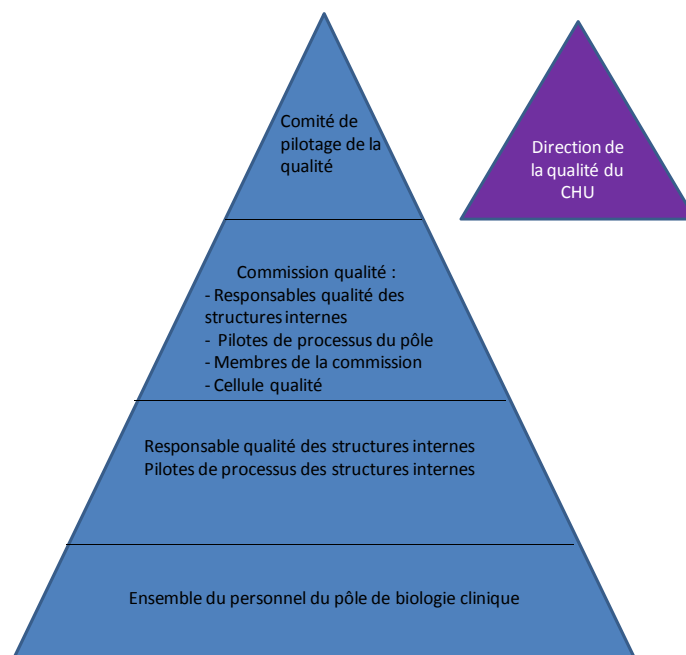 Comité de
pilotage de la
qualité
Direction de
la qualité du
CHU
Commission qualité :
- Responsables qualité des
structures internes
- Pilotes de processus du pôle
- Membres de la commission
- Cellule qualité
Responsable qualité des structures internes
Pilotes de processus des structures internes
Ensemble du personnel du pôle de biologie clinique